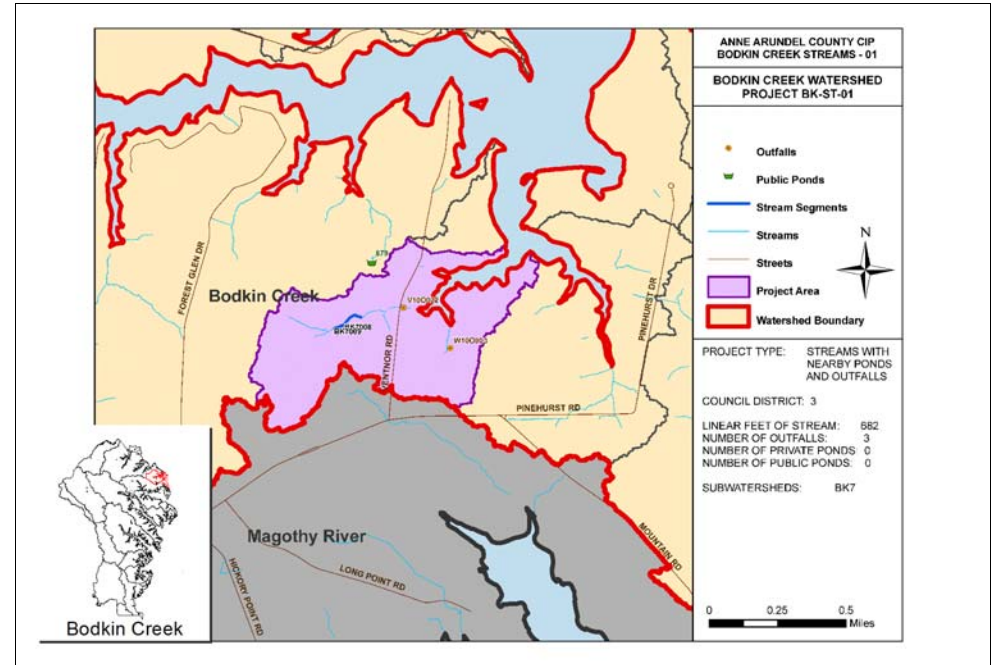 ANNE ARUNDEL COUNTY CIP
BODKIN CREEK STREAMS - 01
BODKIN CREEK WATERSHED
PROJECT BK-ST-01
Outfalls
Public Ponds
Stream Segments
Streams
Streets
Project Area
Watershed Boundary
N
PROJECT TYPE: STREAMS WITH
NEARBY PONDS
AND OUTFALLS
COUNCIL DISTRICT: 3
LINEAR FEET OF STREAM: 682
NUMBER OF OUTFALLS: 3
NUMBER OF PRIVATE PONDS 0
NUMBER OF PUBLIC PONDS: 0
SUBWATERSHEDS: BK7
0 0.25 0.5
Miles
FOREST GLEN DR
Bodkin Creek
BK7009
VENTNOR RD
PINEHURST DR
PINEHURST RD
MOUNTAIN RD
Magothy River
LONG POINT RD
HICKORY POINT RD
Bodkin Creek